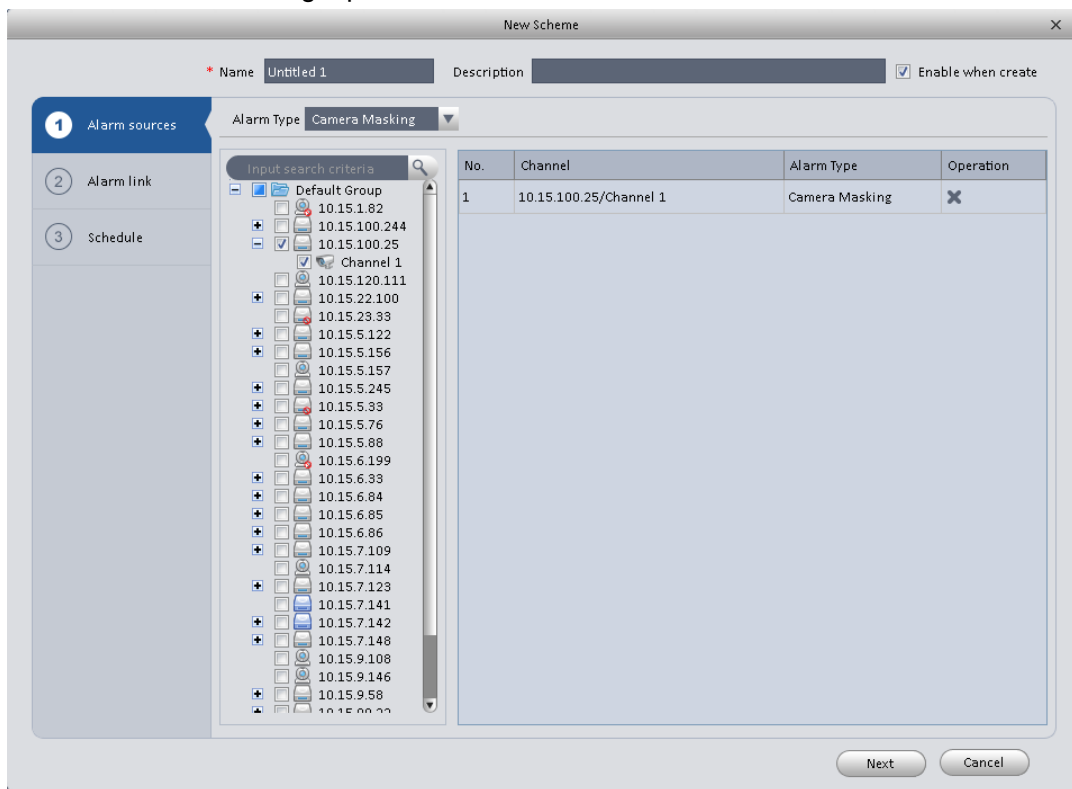 New Scheme
* Name Untitled 1 Description Enable when create
1 Alarm sources
2 Alarm link
3 Schedule
Alarm Type Camera Masking
Input search criteria
Default Group
10.15.1.82
10.15.100.244
10.15.100.25
Channel 1
10.15.120.111
10.15.22.100
10.15.23.33
10.15.5.122
10.15.5.156
10.15.5.157
10.15.5.245
10.15.5.33
10.15.5.76
10.15.5.88
10.15.6.199
10.15.6.33
10.15.6.84
10.15.6.85
10.15.6.86
10.15.7.109
10.15.7.114
10.15.7.123
10.15.7.141
10.15.7.142
10.15.7.148
10.15.9.108
10.15.9.146
10.15.9.58
No. Channel Alarm Type Operation
1 10.15.100.25/Channel 1 Camera Masking
Next Cancel